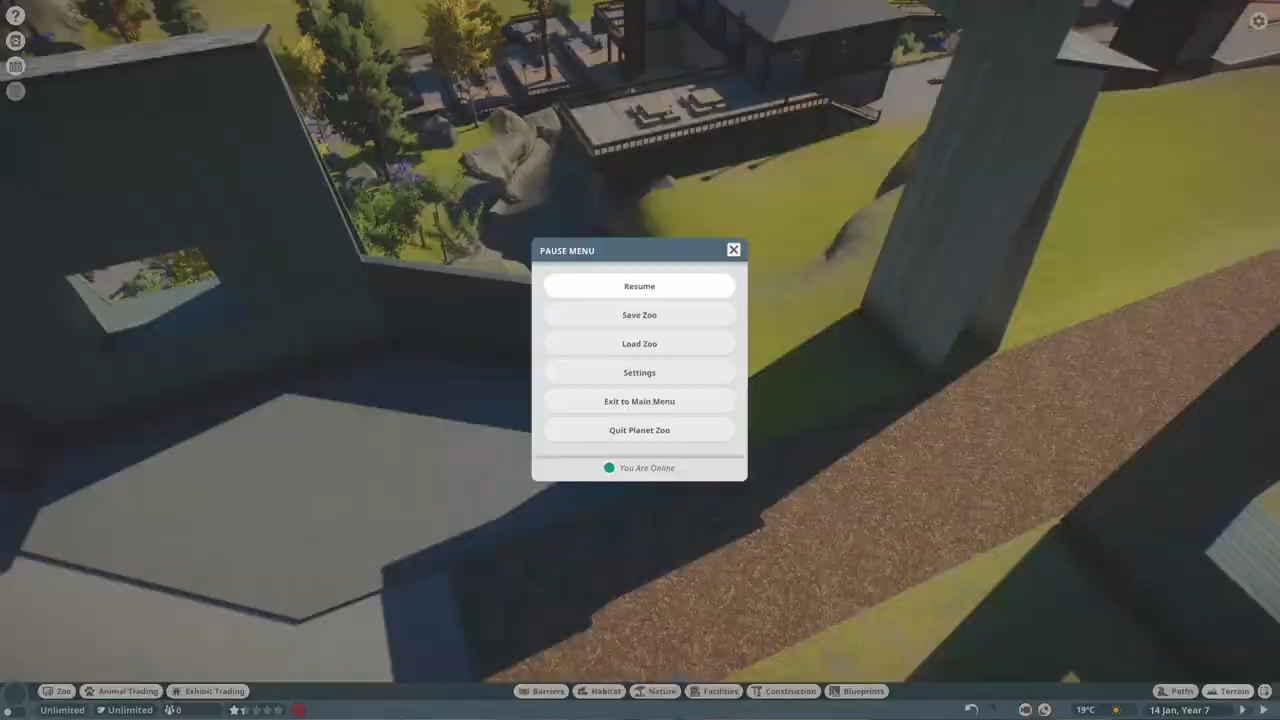 ?
PAUSE MENU
Resume
Save Zoo
Load Zoo
Settings
Exit to Main Menu
Quit Planet Zoo
You Are Online
Zoo Animal Trading Exhibit Trading Barriers Habitat Nature Facilities Construction Blueprints Paths Terrain
Unlimited Unlimited 0 19°C 14 Jan, Year 7